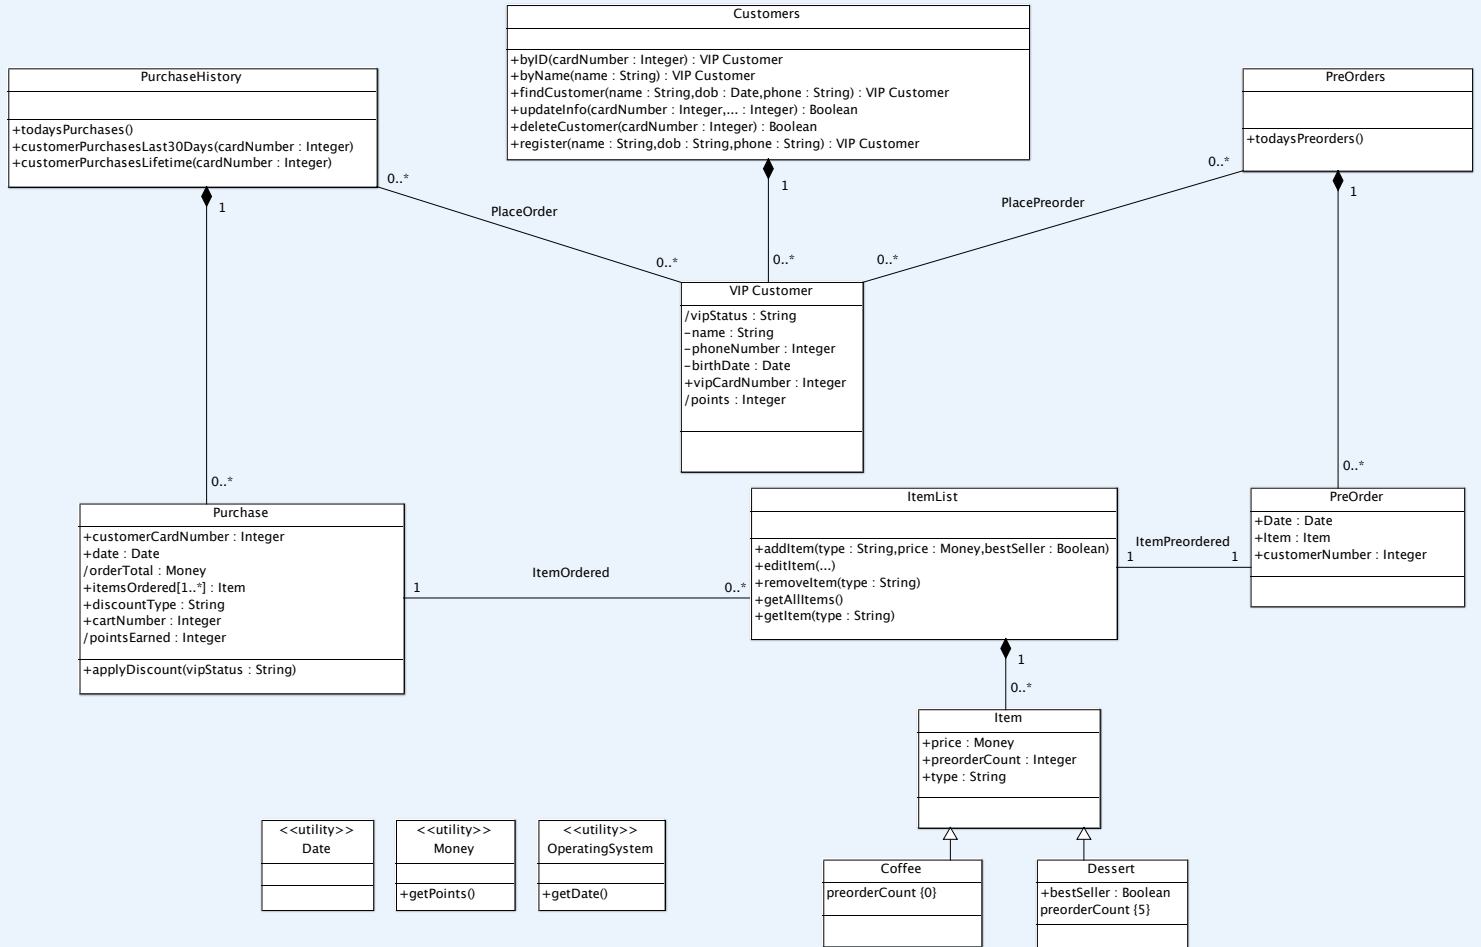 Customers
+byID(cardNumber : Integer) : VIP Customer
+byName(name : String) : VIP Customer
+findCustomer(name : String,dob : Date,phone : String) : VIP Customer
+updateInfo(cardNumber : Integer,... : Integer) : Boolean
+deleteCustomer(cardNumber : Integer) : Boolean
+register(name : String,dob : String,phone : String) : VIP Customer
PurchaseHistory
+todaysPurchases()
+customerPurchasesLast30Days(cardNumber : Integer)
+customerPurchasesLifetime(cardNumber : Integer)
PreOrders
+todaysPreorders()
0..*
PlaceOrder
0..*
1
1
0..*
0..*
PlacePreorder
0..*
1
VIP Customer
/vipStatus : String
-name : String
-phoneNumber : Integer
-birthDate : Date
+vipCardNumber : Integer
/points : Integer
0..*
0..*
Purchase
+customerCardNumber : Integer
+date : Date
/orderTotal : Money
+itemsOrdered[1..*] : Item
+discountType : String
+cartNumber : Integer
/pointsEarned : Integer
+applyDiscount(vipStatus : String)
1
ItemOrdered
0..*
ItemList
+addItem(type : String,price : Money,bestSeller : Boolean)
+editItem(...)
+removeItem(type : String)
+getAllItems()
+getItem(type : String)
ItemPreordered
1
1
PreOrder
+Date : Date
+Item : Item
+customerNumber : Integer
1
0..*
Item
+price : Money
+preorderCount : Integer
+type : String
<<utility>>
Date
<<utility>>
Money
+getPoints()
<<utility>>
OperatingSystem
+getDate()
Coffee
preorderCount {0}
Dessert
+bestSeller : Boolean
preorderCount {5}